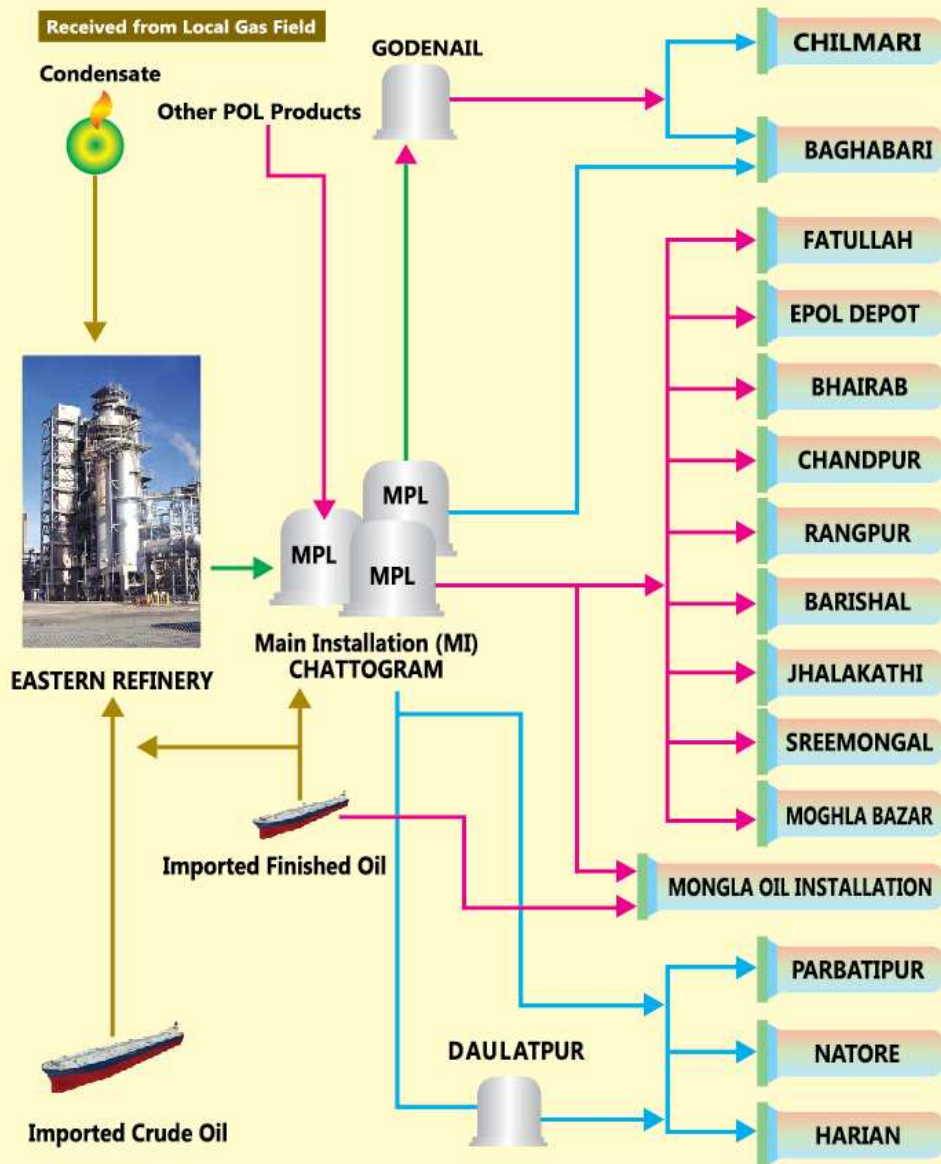 Received from Local Gas Field
Condensate
Other POL Products
GODENAIL
CHILMARI
BAGHABARI
FATULLAH
EPOL DEPOT
BHAIRAB
CHANDPUR
RANGPUR
BARISHAL
JHALAKATHI
SREEMONGAL
MOGHLA BAZAR
MONGLA OIL INSTALLATION
PARBATIPUR
NATORE
HARIAN
MPL
MPL
MPL
Main Installation (MI)
CHATTOGRAM
EASTERN REFINERY
Imported Finished Oil
DAULATPUR
Imported Crude Oil